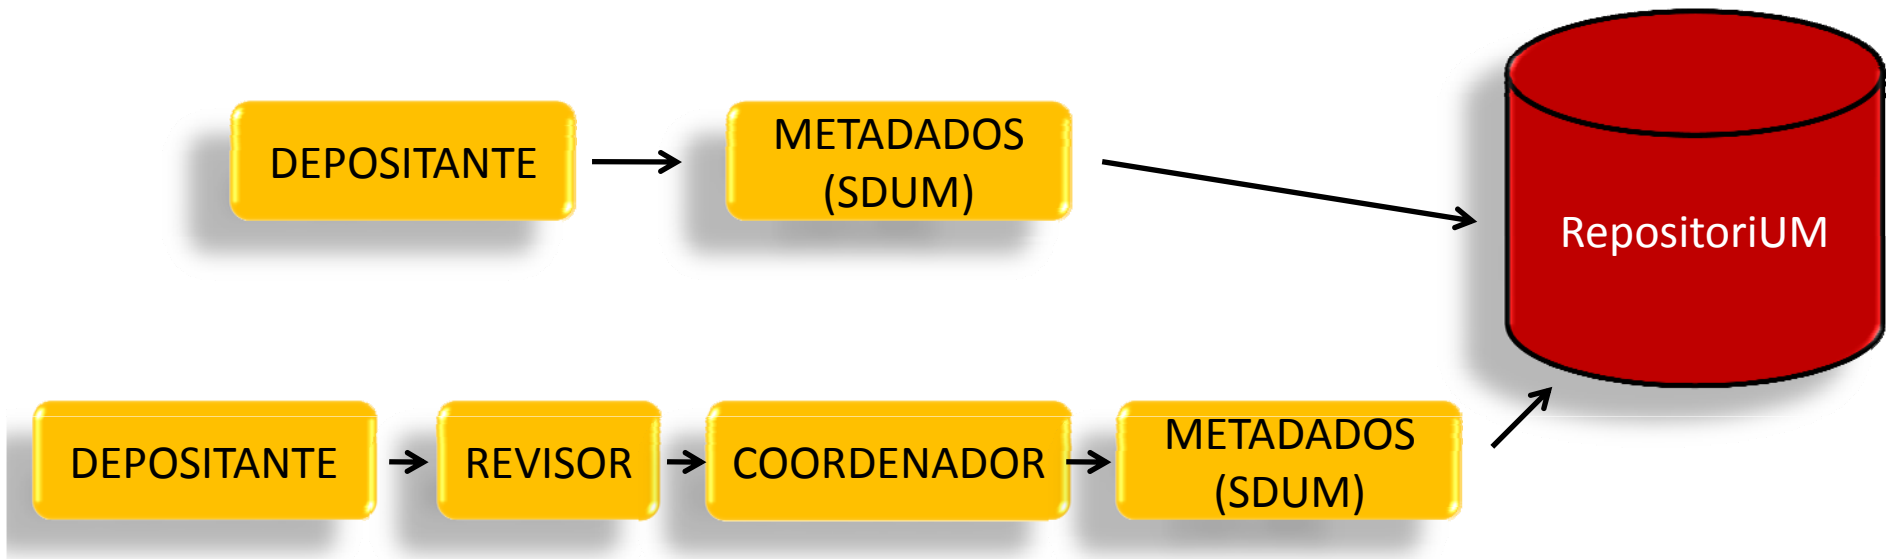 DEPOSITANTE
METADADOS
(SDUM)
RepositoriUM
DEPOSITANTE
REVISOR
COORDENADOR
METADADOS
(SDUM)